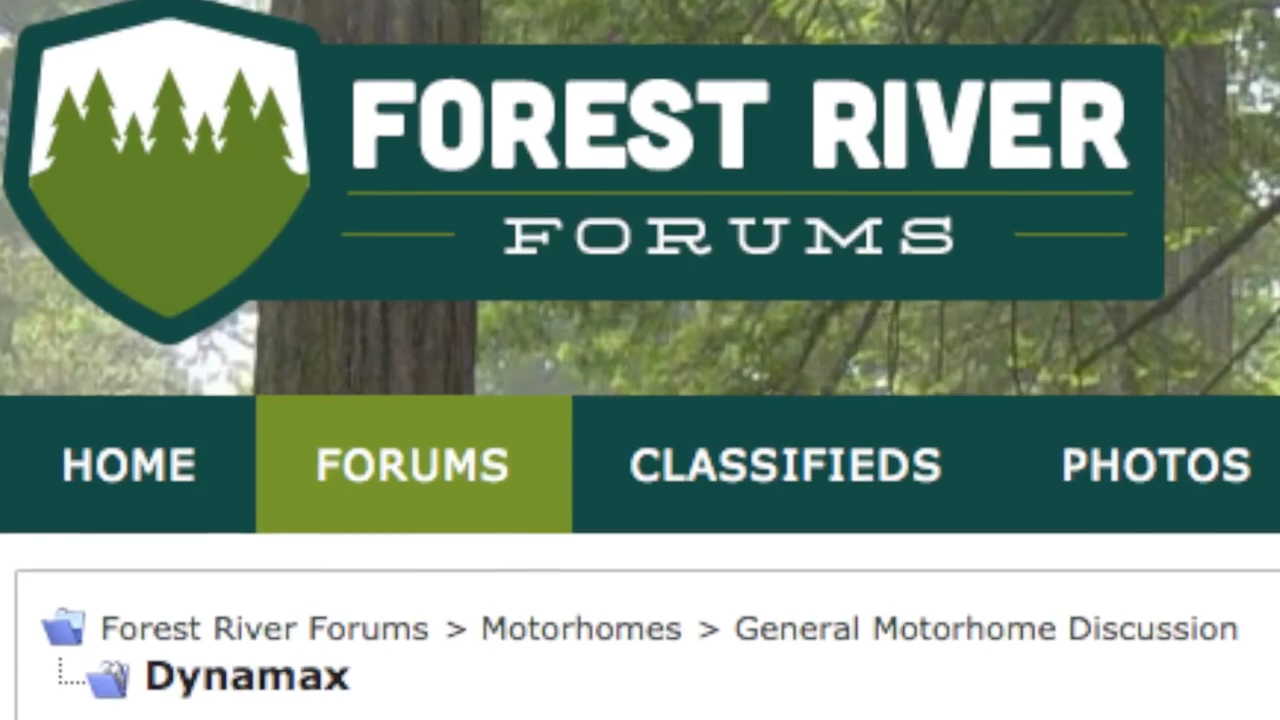 FOREST RIVER
FORUMS
HOME FORUMS CLASSIFIEDS PHOTOS
Forest River Forums > Motorhomes > General Motorhome Discussion
Dynamax